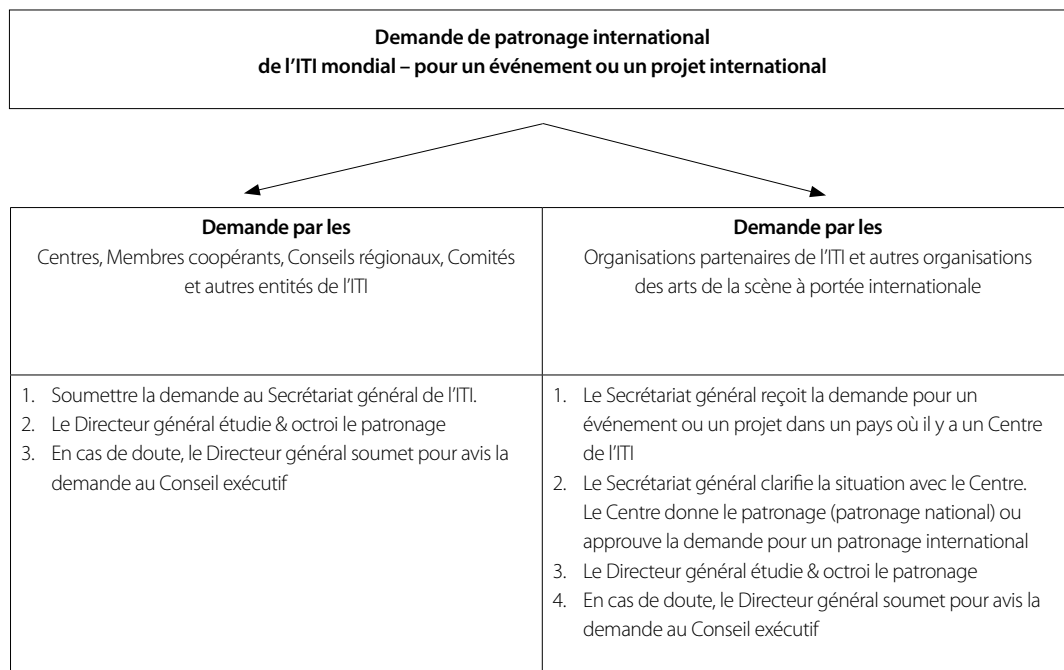 Demande de patronage international
de l’ITI mondial – pour un événement ou un projet international
Demande par les
Centres, Membres coopérants, Conseils régionaux, Comités
et autres entités de l’ITI
Demande par les
Organisations partenaires de l’ITI et autres organisations
des arts de la scène à portée internationale
1. Soumettre la demande au Secrétariat général de l’ITI.
2. Le Directeur général étudie & octroi le patronage
3. En cas de doute, le Directeur général soumet pour avis la
demande au Conseil exécutif
1. Le Secrétariat général reçoit la demande pour un
événement ou un projet dans un pays où il y a un Centre
de l’ITI
2. Le Secrétariat général clarifie la situation avec le Centre.
Le Centre donne le patronage (patronage national) ou
approuve la demande pour un patronage international
3. Le Directeur général étudie & octroi le patronage
4. En cas de doute, le Directeur général soumet pour avis la
demande au Conseil exécutif